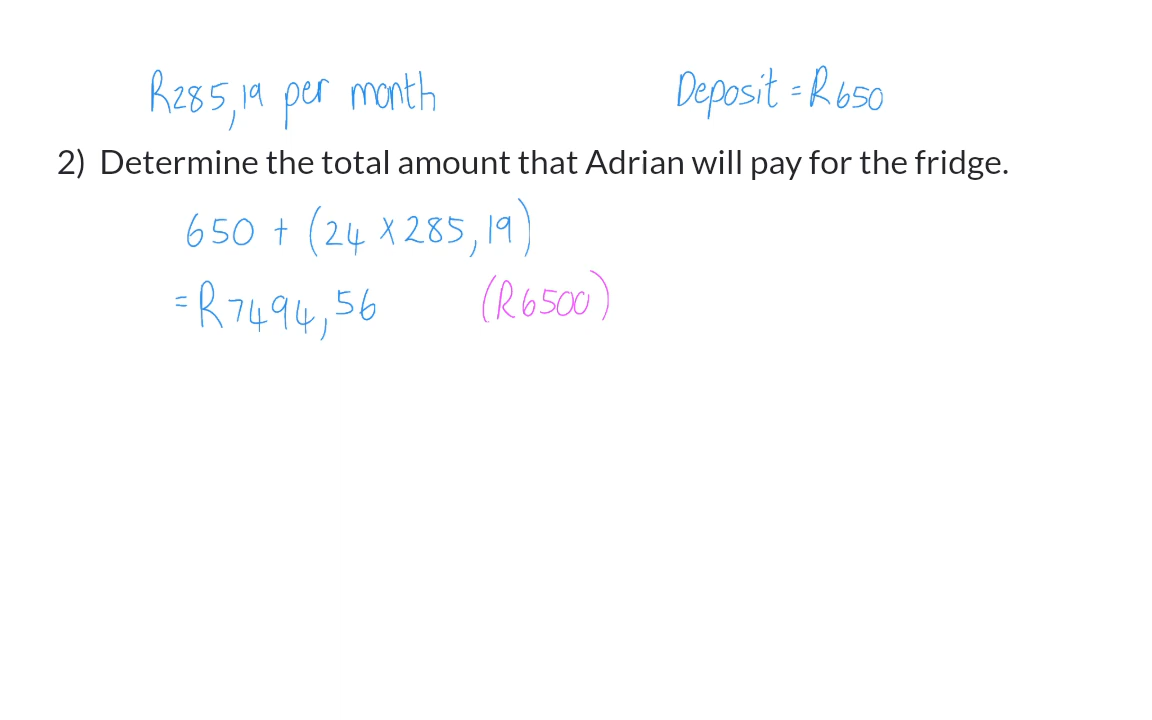 R285,19 per month Deposit = R650
2) Determine the total amount that Adrian will pay for the fridge.
650 + (24 x 285,19)
= R7494,56 (R6500)